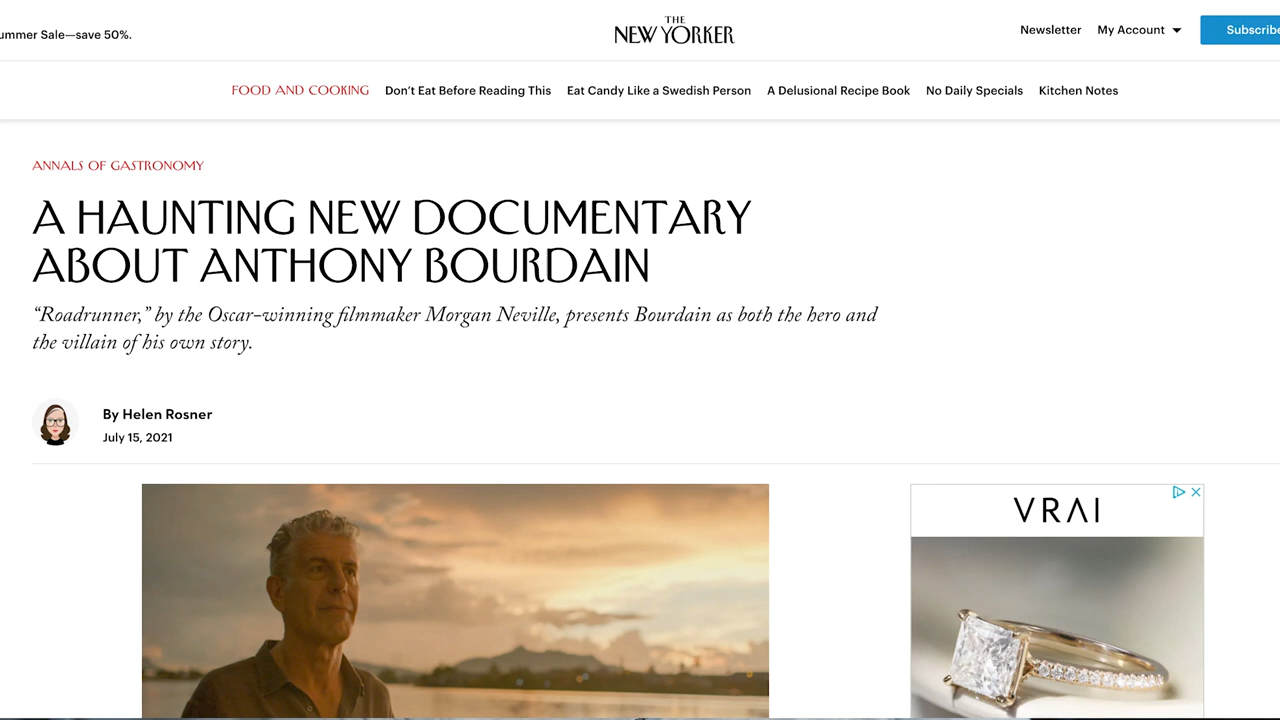 ummer Sale—save 50%.
THE
NEW YORKER
Newsletter My Account Subscribe
FOOD AND COOKING Don’t Eat Before Reading This Eat Candy Like a Swedish Person A Delusional Recipe Book No Daily Specials Kitchen Notes
ANNALS OF GASTRONOMY
A HAUNTING NEW DOCUMENTARY
ABOUT ANTHONY BOURDAIN
“Roadrunner,” by the Oscar-winning filmmaker Morgan Neville, presents Bourdain as both the hero and
the villain of his own story.
By Helen Rosner
July 15, 2021
VRAI